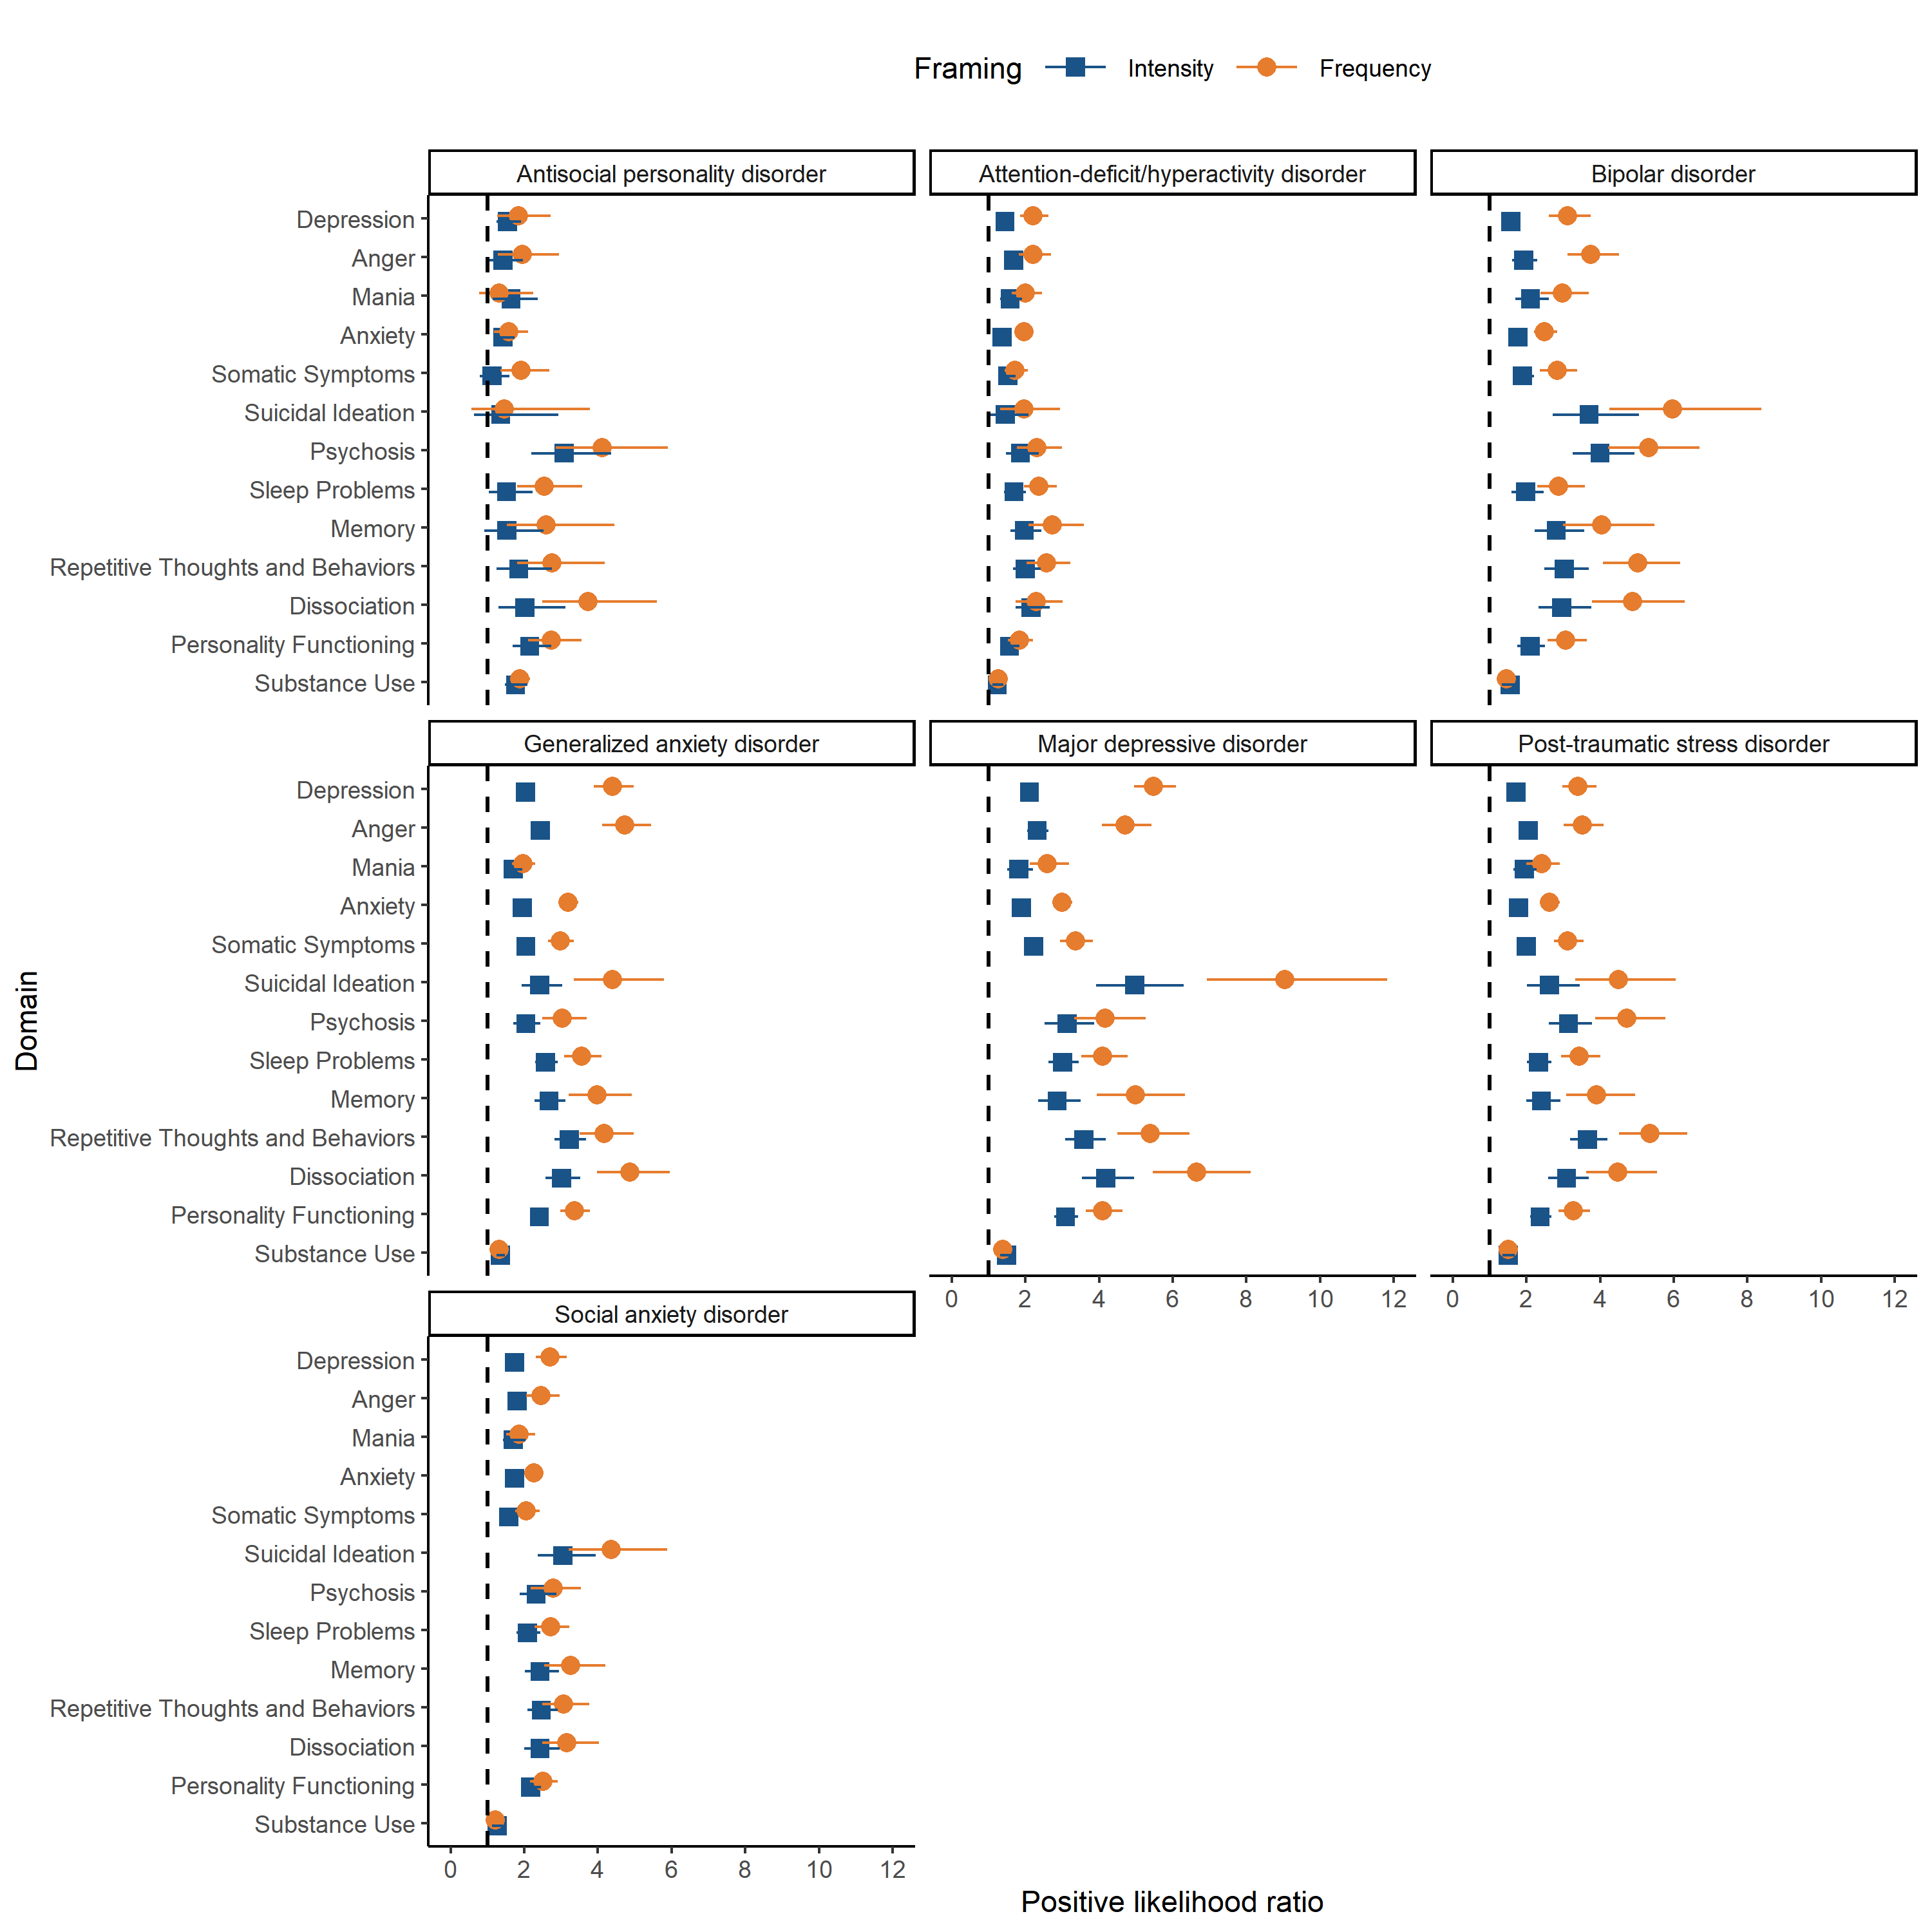 Framing Intensity Frequency
Antisocial personality disorder
Attention-deficit/hyperactivity disorder
Bipolar disorder
Depression
Anger
Mania
Anxiety
Somatic Symptoms
Suicidal Ideation
Psychosis
Sleep Problems
Memory
Repetitive Thoughts and Behaviors
Dissociation
Personality Functioning
Substance Use
Generalized anxiety disorder
Major depressive disorder
Post-traumatic stress disorder
Depression
Anger
Mania
Anxiety
Somatic Symptoms
Suicidal Ideation
Psychosis
Sleep Problems
Memory
Repetitive Thoughts and Behaviors
Dissociation
Personality Functioning
Substance Use
0 2 4 6 8 10 12
0 2 4 6 8 10 12
Domain
Social anxiety disorder
Depression
Anger
Mania
Anxiety
Somatic Symptoms
Suicidal Ideation
Psychosis
Sleep Problems
Memory
Repetitive Thoughts and Behaviors
Dissociation
Personality Functioning
Substance Use
0 2 4 6 8 10 12
Positive likelihood ratio